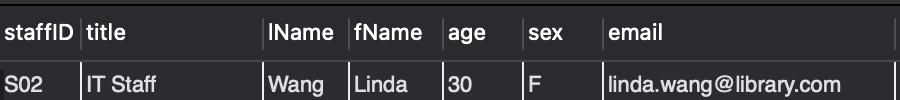 staffID title lName fName age sex email
S02 IT Staff Wang Linda 30 F linda.wang@library.com